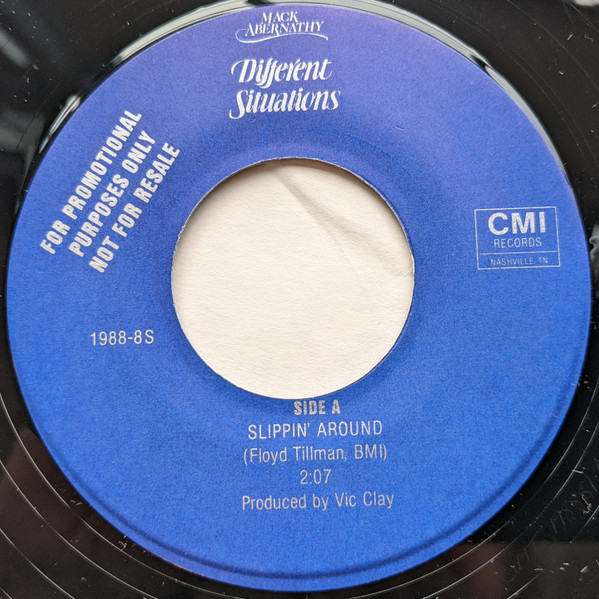 MACK
ABERNATHY
Different
Situations
FOR PROMOTIONAL
PURPOSES ONLY
NOT FOR RESALE
CMI
RECORDS
NASHVILLE, TN
1988-8S
SIDE A
SLIPPIN' AROUND
(Floyd Tillman, BMI)
2:07
Produced by Vic Clay